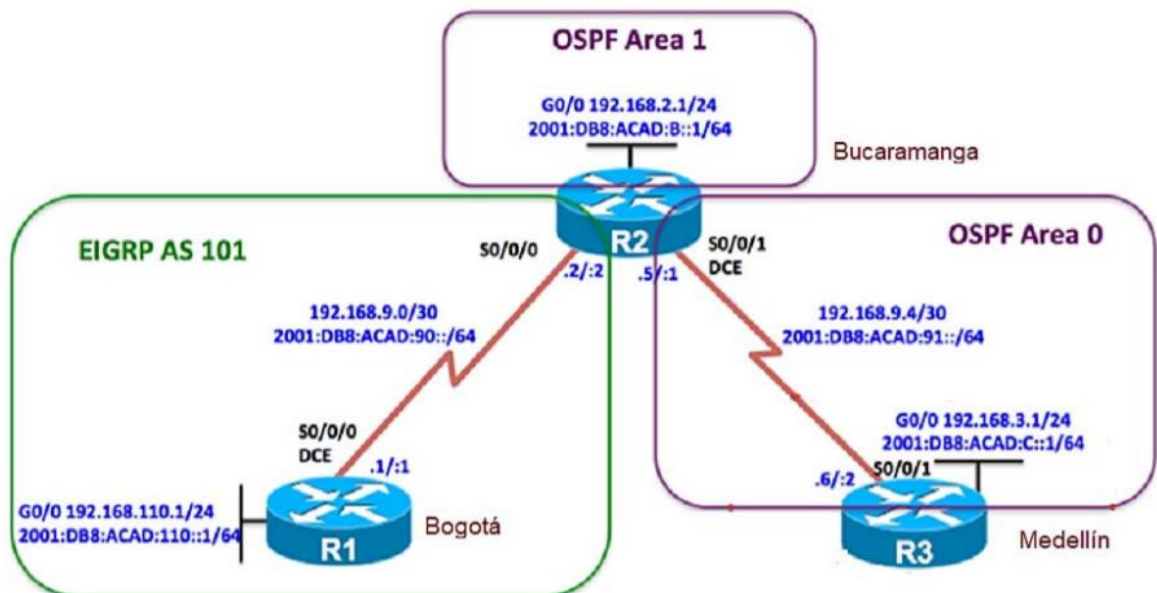 OSPF Area 1
G0/0 192.168.2.1/24
2001:DB8:ACAD:B::1/64
Bucaramanga
EIGRP AS 101
R2
OSPF Area 0
S0/0/0
S0/0/1
DCE
.2/:2
.5/:1
192.168.9.0/30
2001:DB8:ACAD:90::/64
192.168.9.4/30
2001:DB8:ACAD:91::/64
S0/0/0
DCE
.1/:1
G0/0 192.168.3.1/24
2001:DB8:ACAD:C::1/64
.6/:2
S0/0/1
G0/0 192.168.110.1/24
2001:DB8:ACAD:110::1/64
R1
Bogotá
R3
Medellín